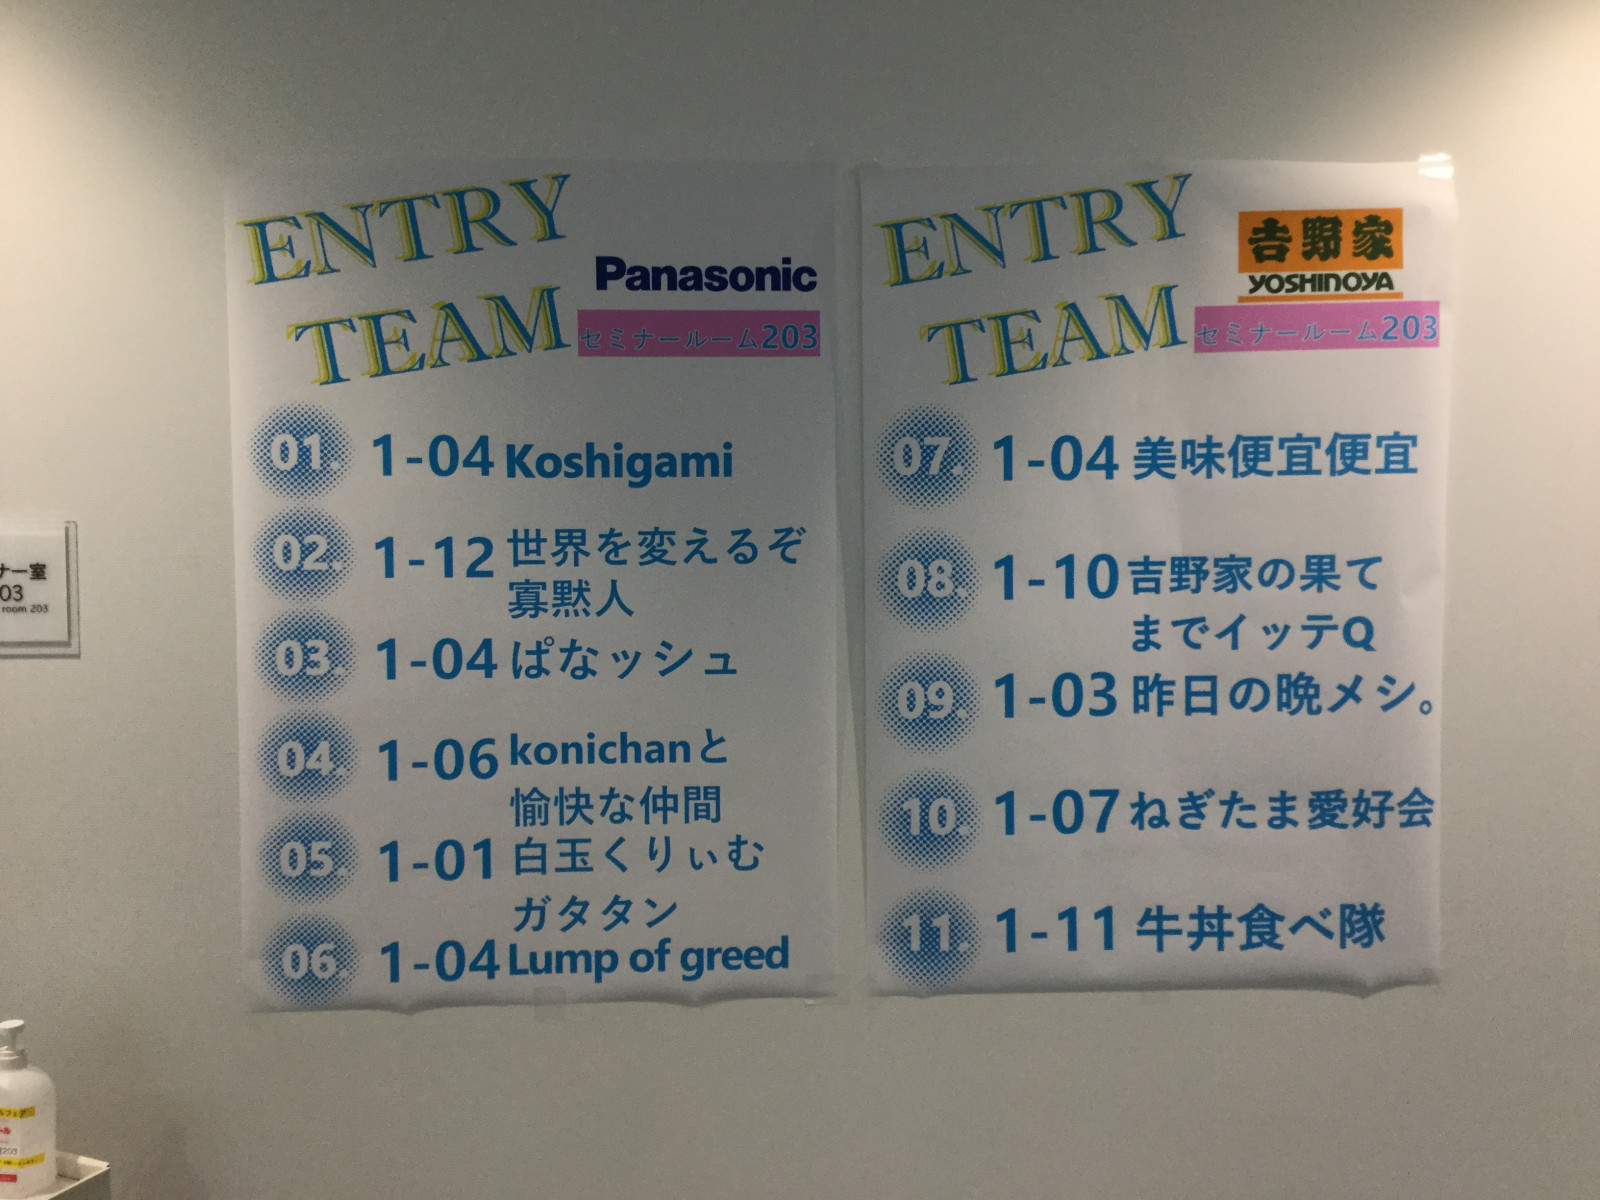 ENTRY
TEAM
Panasonic
セミナールーム203
01. 1-04 Koshigami
02. 1-12 世界を変えるぞ
寡黙人
03. 1-04 ぱなッシュ
04. 1-06 konichanと
愉快な仲間
05. 1-01 白玉くりぃむ
ガタタン
06. 1-04 Lump of greed
ENTRY
TEAM
吉野家
YOSHINOYA
セミナールーム203
07. 1-04 美味便宜便宜
08. 1-10 吉野家の果て
までイッテQ
09. 1-03 昨日の晩メシ。
10. 1-07 ねぎたま愛好会
11. 1-11 牛丼食べ隊
ナー室
03
room 203